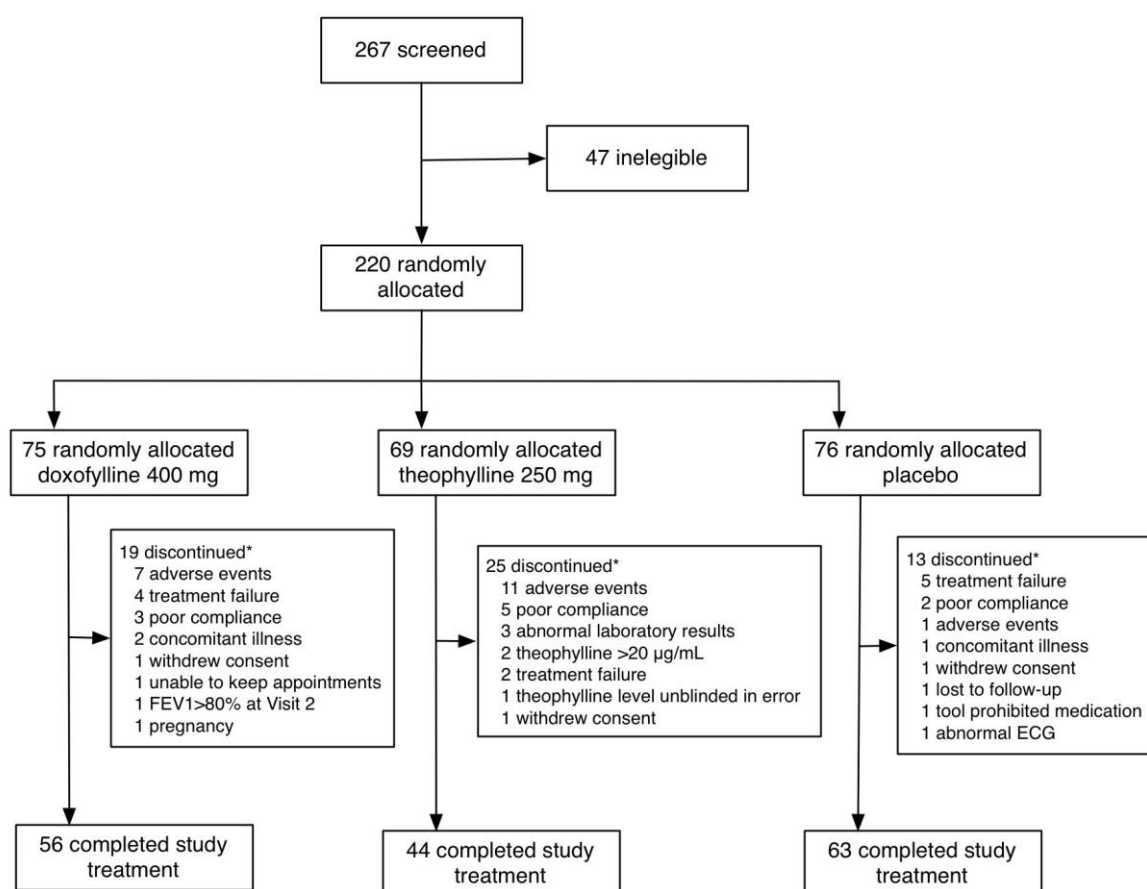 267 screened
47 inelegible
220 randomly
allocated
75 randomly allocated
doxofylline 400 mg
69 randomly allocated
theophylline 250 mg
76 randomly allocated
placebo
19 discontinued*
7 adverse events
4 treatment failure
3 poor compliance
2 concomitant illness
1 withdrew consent
1 unable to keep appointments
1 FEV1>80% at Visit 2
1 pregnancy
25 discontinued*
11 adverse events
5 poor compliance
3 abnormal laboratory results
2 theophylline >20 µg/mL
2 treatment failure
1 theophylline level unblinded in error
1 withdrew consent
13 discontinued*
5 treatment failure
2 poor compliance
1 adverse events
1 concomitant illness
1 withdrew consent
1 lost to follow-up
1 tool prohibited medication
1 abnormal ECG
56 completed study
treatment
44 completed study
treatment
63 completed study
treatment